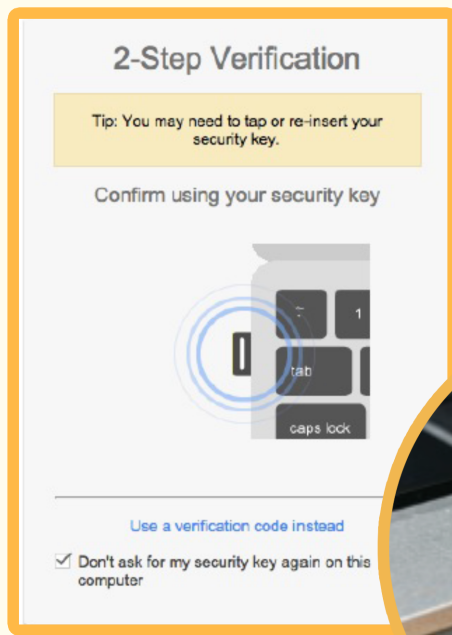 2-Step Verification
Tip: You may need to tap or re-insert your
security key.
Confirm using your security key
~ 1
tab
caps lock
Use a verification code instead
Don't ask for my security key again on this
computer